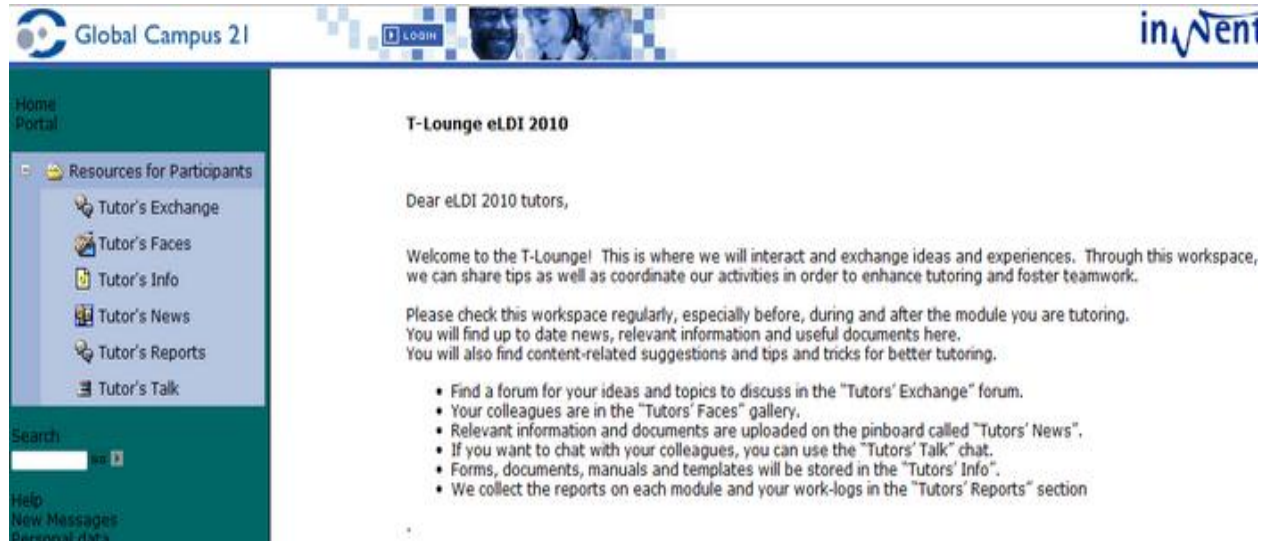 Global Campus 21
LOGIN
inWent
Home
Portal
Resources for Participants
Tutor's Exchange
Tutor's Faces
Tutor's Info
Tutor's News
Tutor's Reports
Tutor's Talk
Search
Help
New Messages
Personal data
T-Lounge eLDI 2010
Dear eLDI 2010 tutors,
Welcome to the T-Lounge! This is where we will interact and exchange ideas and experiences. Through this workspace,
we can share tips as well as coordinate our activities in order to enhance tutoring and foster teamwork.
Please check this workspace regularly, especially before, during and after the module you are tutoring.
You will find up to date news, relevant information and useful documents here.
You will also find content-related suggestions and tips and tricks for better tutoring.
• Find a forum for your ideas and topics to discuss in the "Tutors' Exchange" forum.
• Your colleagues are in the "Tutors' Faces" gallery.
• Relevant information and documents are uploaded on the pinboard called "Tutors' News".
• If you want to chat with your colleagues, you can use the "Tutors' Talk" chat.
• Forms, documents, manuals and templates will be stored in the "Tutors' Info".
• We collect the reports on each module and your work-logs in the "Tutors' Reports" section
.